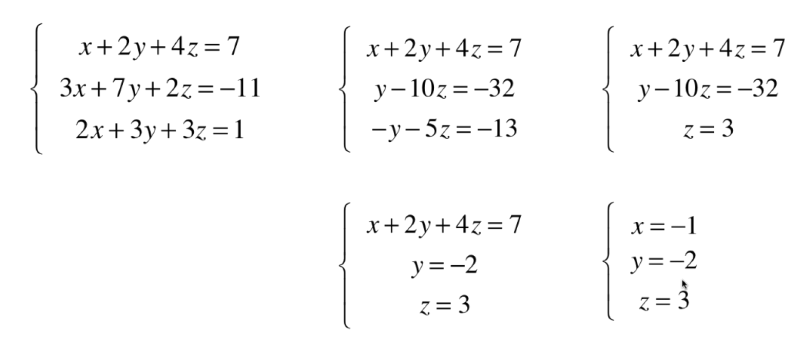 x+2y+4z=7
3x+7y+2z=−11
2x+3y+3z=1
x+2y+4z=7
y−10z=−32
−y−5z=−13
x+2y+4z=7
y−10z=−32
z=3
x+2y+4z=7
y=−2
z=3
x=−1
y=−2
z=3